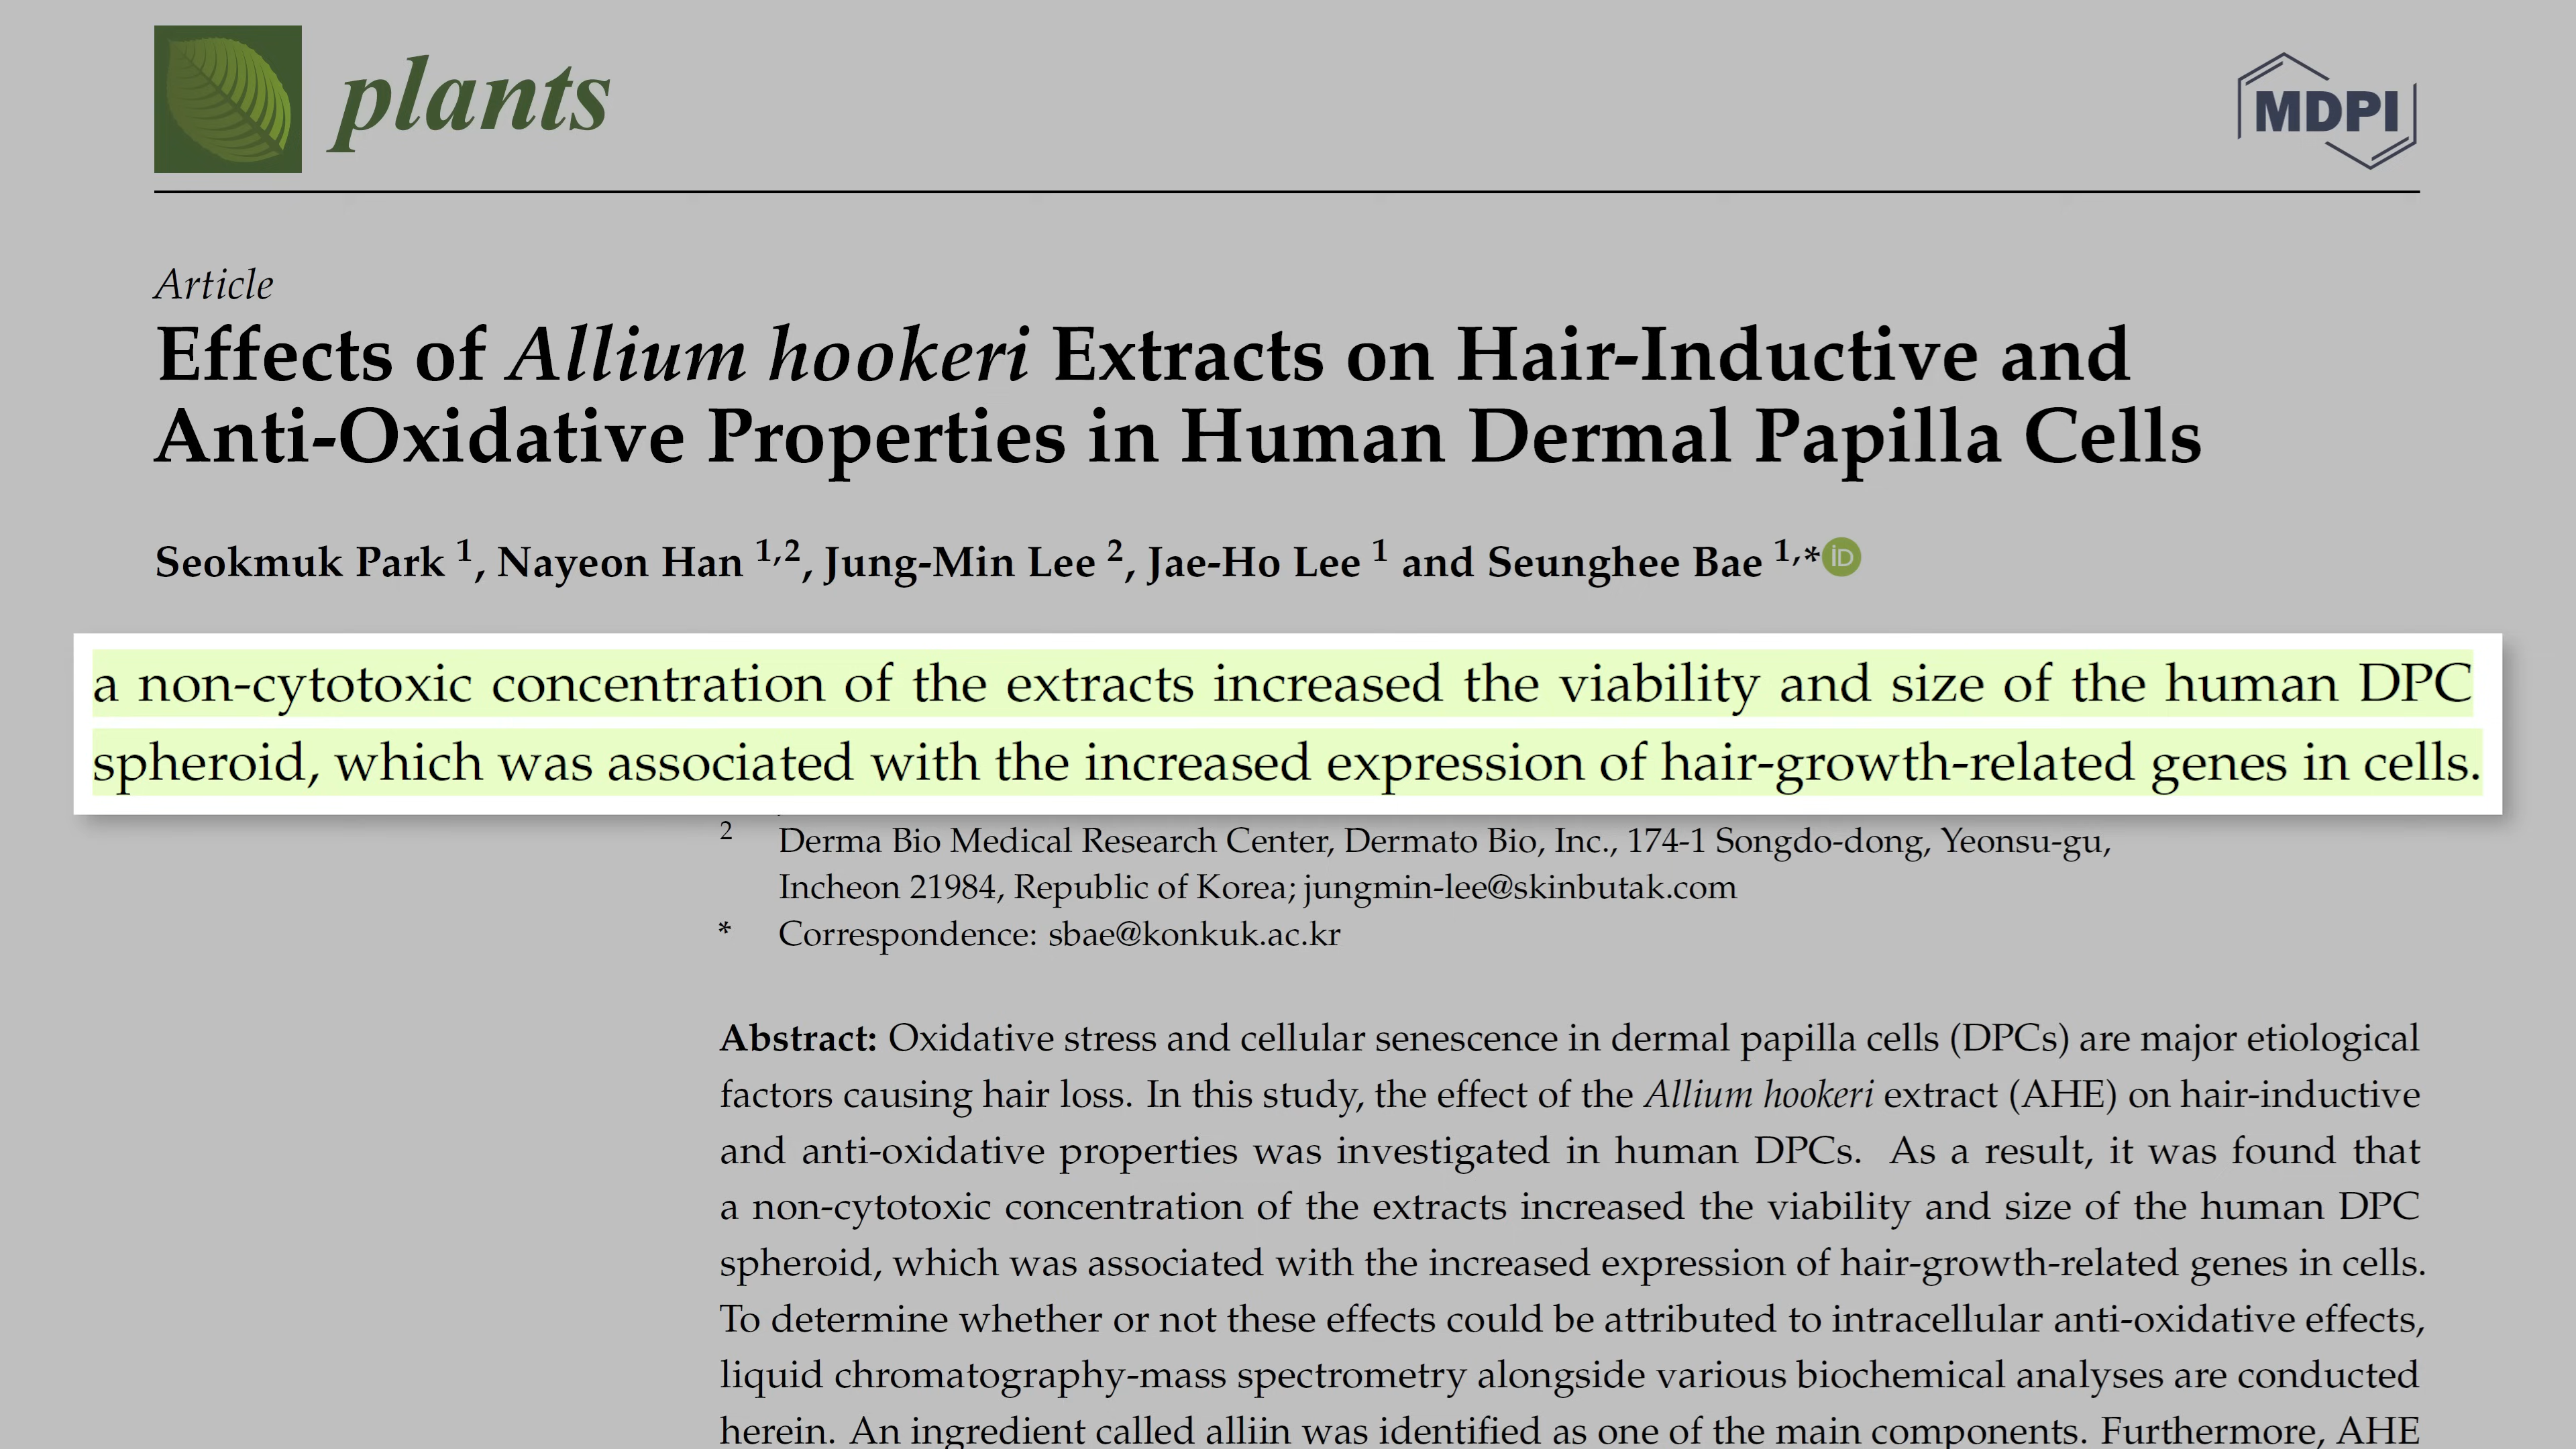 plants
MDPI
Article
Effects of Allium hookeri Extracts on Hair-Inductive and
Anti-Oxidative Properties in Human Dermal Papilla Cells
Seokmuk Park 1, Nayeon Han 1,2, Jung-Min Lee 2, Jae-Ho Lee 1 and Seunghee Bae 1,* iD
a non-cytotoxic concentration of the extracts increased the viability and size of the human DPC
spheroid, which was associated with the increased expression of hair-growth-related genes in cells.
2 Derma Bio Medical Research Center, Dermato Bio, Inc., 174-1 Songdo-dong, Yeonsu-gu,
Incheon 21984, Republic of Korea; jungmin-lee@skinbutak.com
* Correspondence: sbae@konkuk.ac.kr
Abstract: Oxidative stress and cellular senescence in dermal papilla cells (DPCs) are major etiological
factors causing hair loss. In this study, the effect of the Allium hookeri extract (AHE) on hair-inductive
and anti-oxidative properties was investigated in human DPCs. As a result, it was found that
a non-cytotoxic concentration of the extracts increased the viability and size of the human DPC
spheroid, which was associated with the increased expression of hair-growth-related genes in cells.
To determine whether or not these effects could be attributed to intracellular anti-oxidative effects,
liquid chromatography-mass spectrometry alongside various biochemical analyses are conducted
herein. An ingredient called alliin was identified as one of the main components. Furthermore, AHE